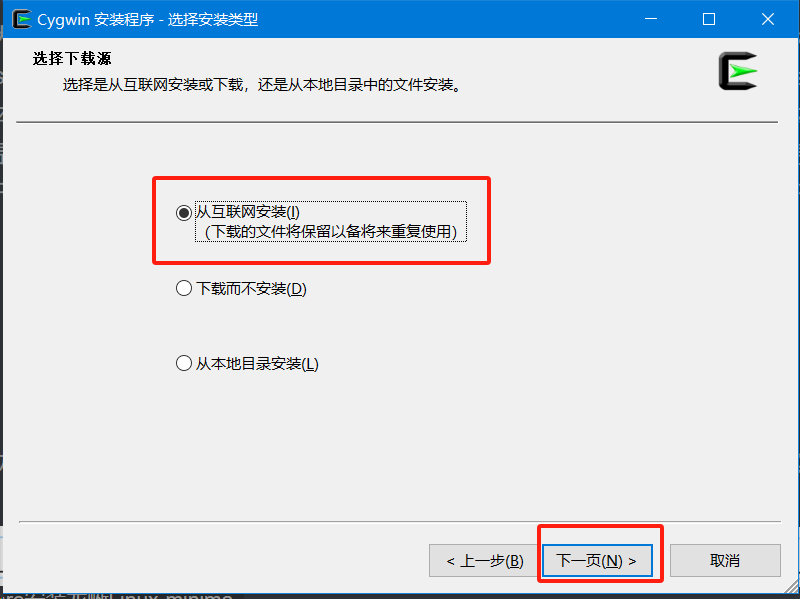 Cygwin 安装程序 - 选择安装类型
选择下载源
选择是从互联网安装或下载，还是从本地目录中的文件安装。
从互联网安装(I)
（下载的文件将保留以备将来重复使用）
下载而不安装(D)
从本地目录安装(L)
< 上一步(B)
下一页(N) >
取消